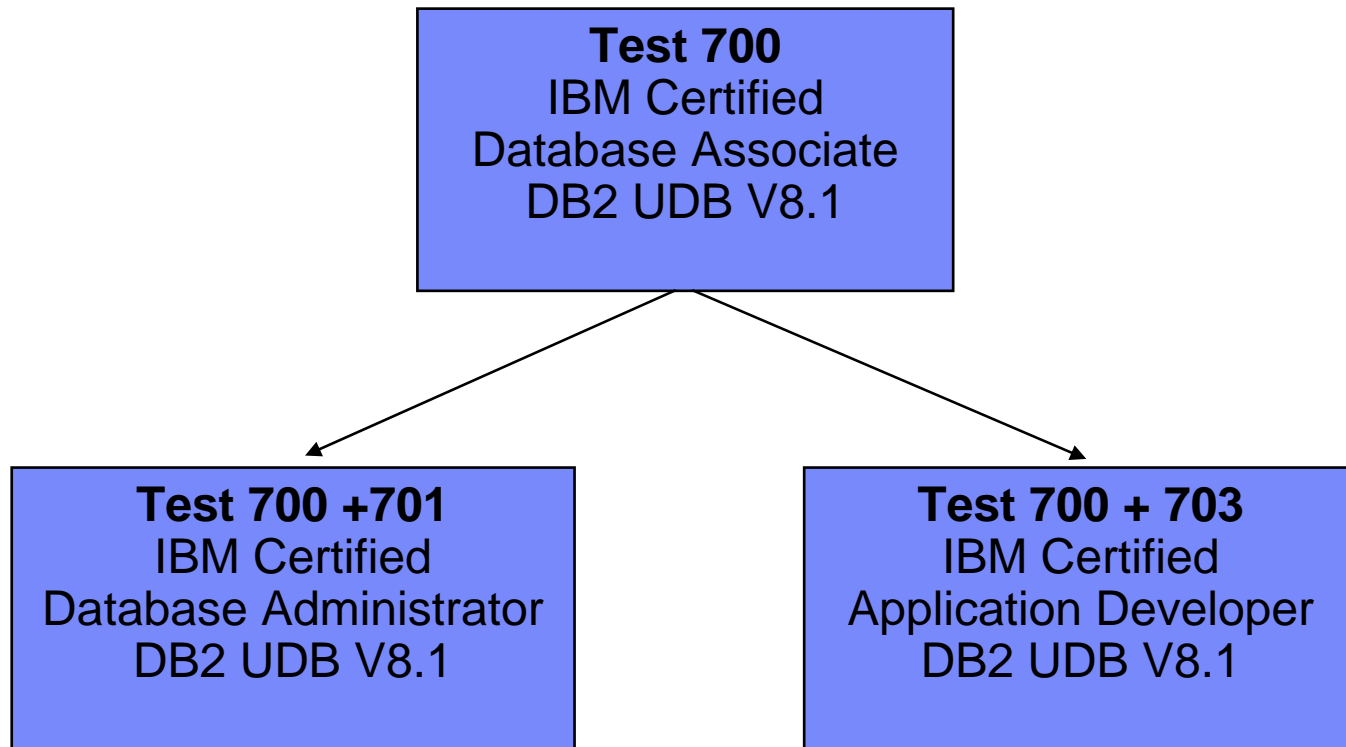 Test 700
IBM Certified
Database Associate
DB2 UDB V8.1
Test 700 +701
IBM Certified
Database Administrator
DB2 UDB V8.1
Test 700 + 703
IBM Certified
Application Developer
DB2 UDB V8.1